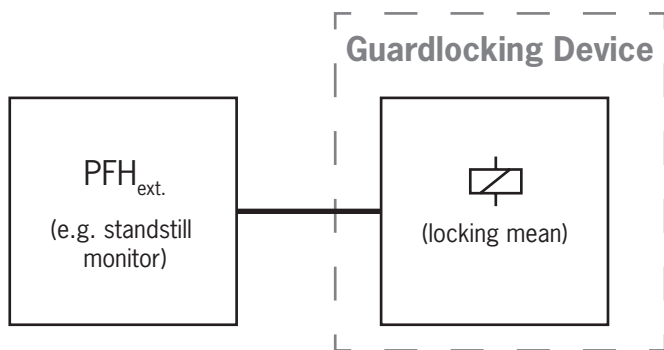 Guardlocking Device
PFHext.
(e.g. standstill
monitor)
(locking mean)